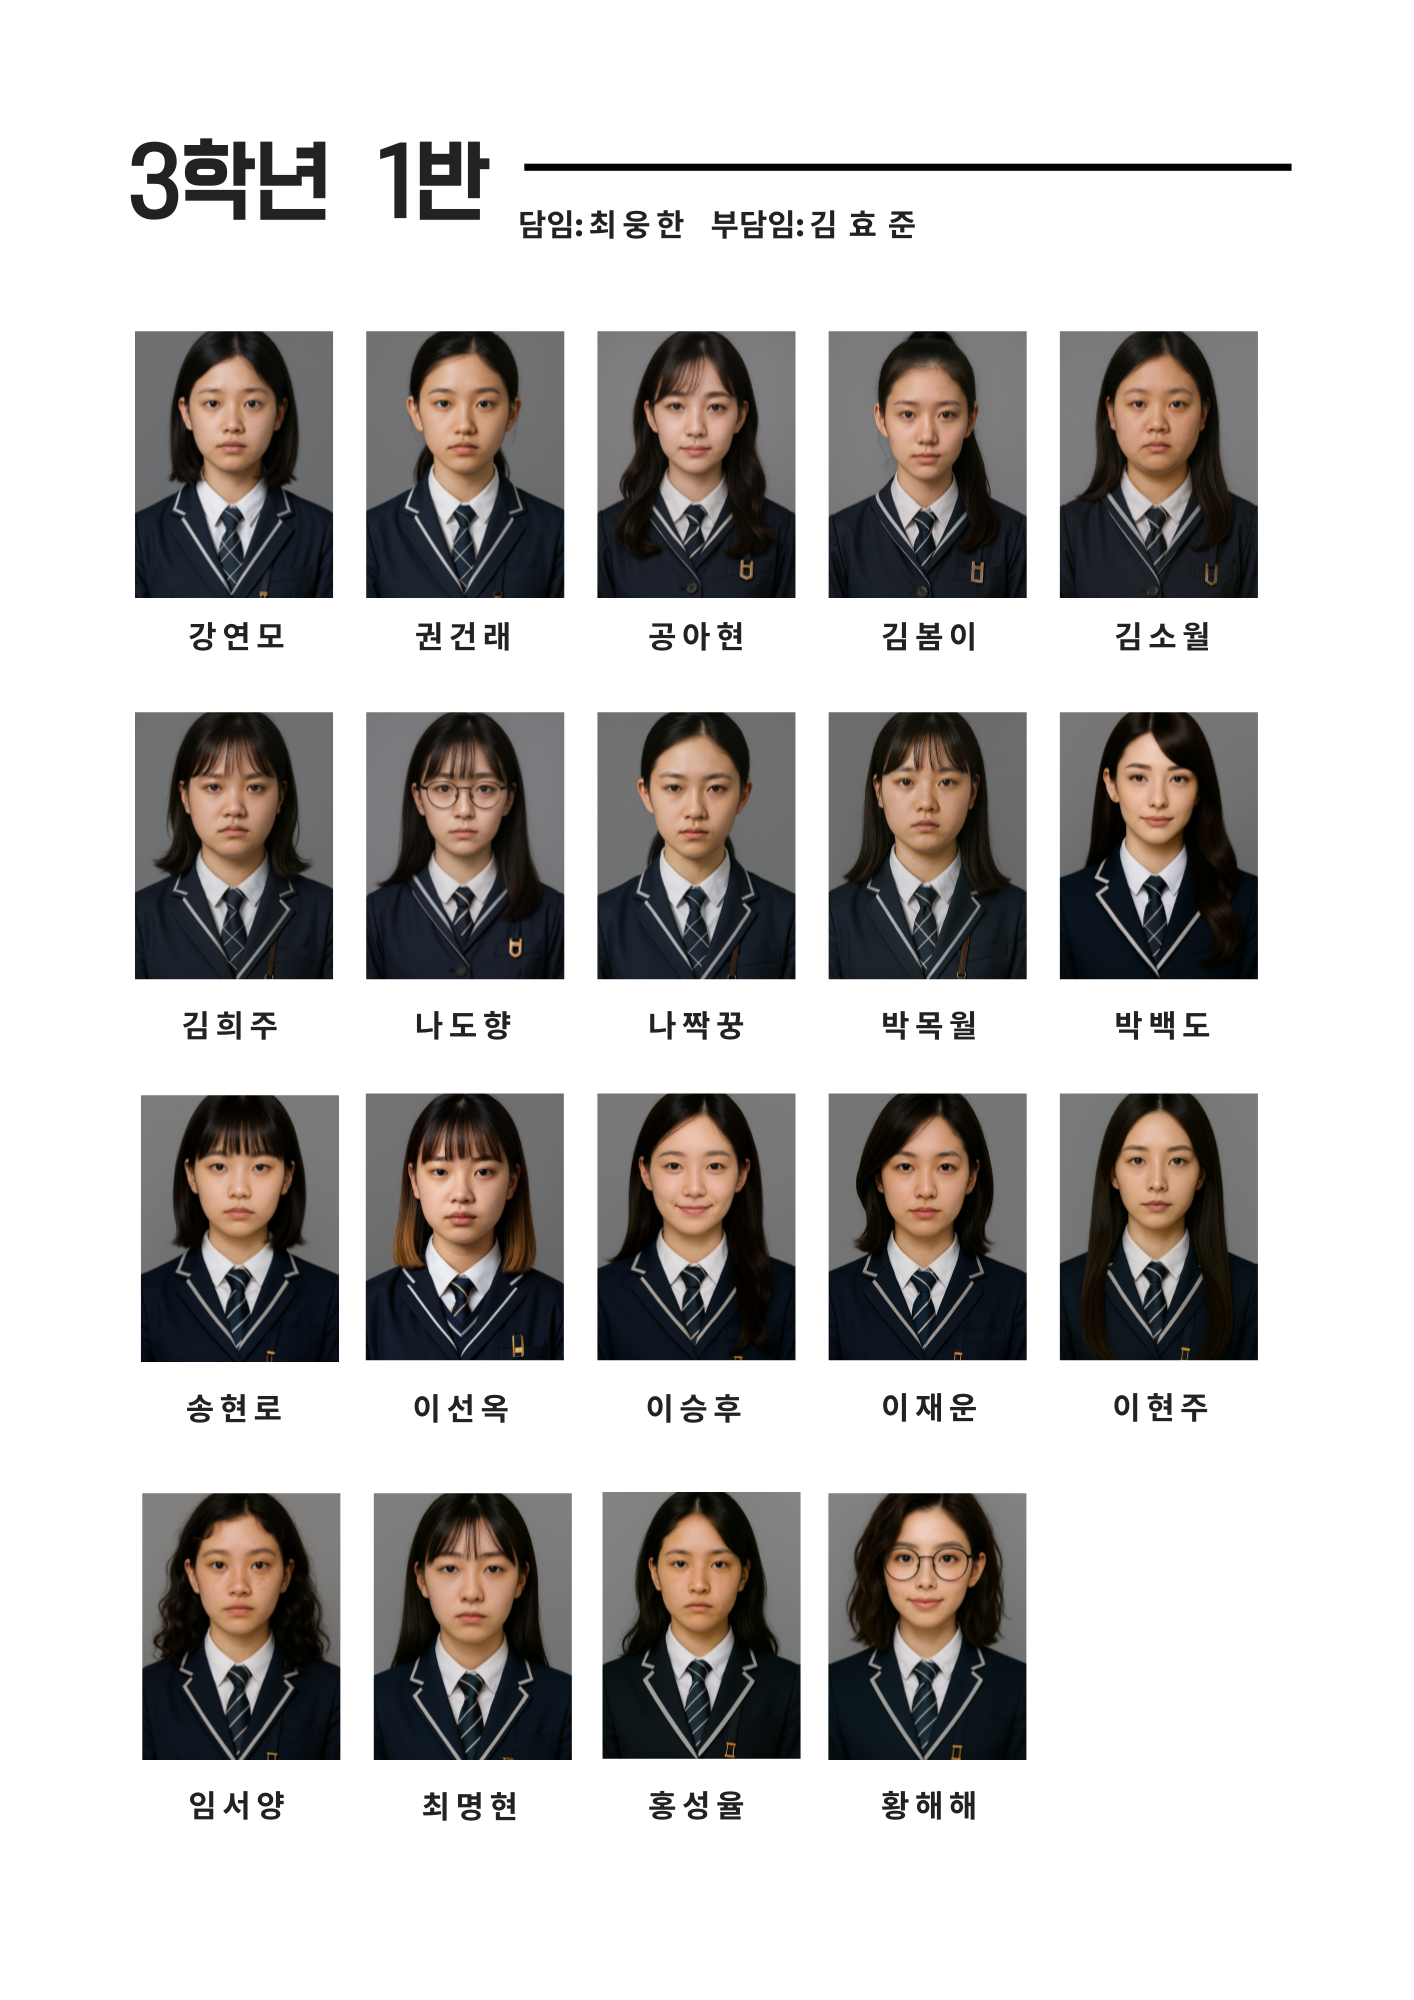 3학년 1반
담임:최웅한 부담임:김효준
강연모 권건래 공아현 김봄이 김소월
김희주 나도향 나짝꿍 박목월 박백도
송현로 이선옥 이승후 이재운 이현주
임서양 최명현 홍성율 황해해